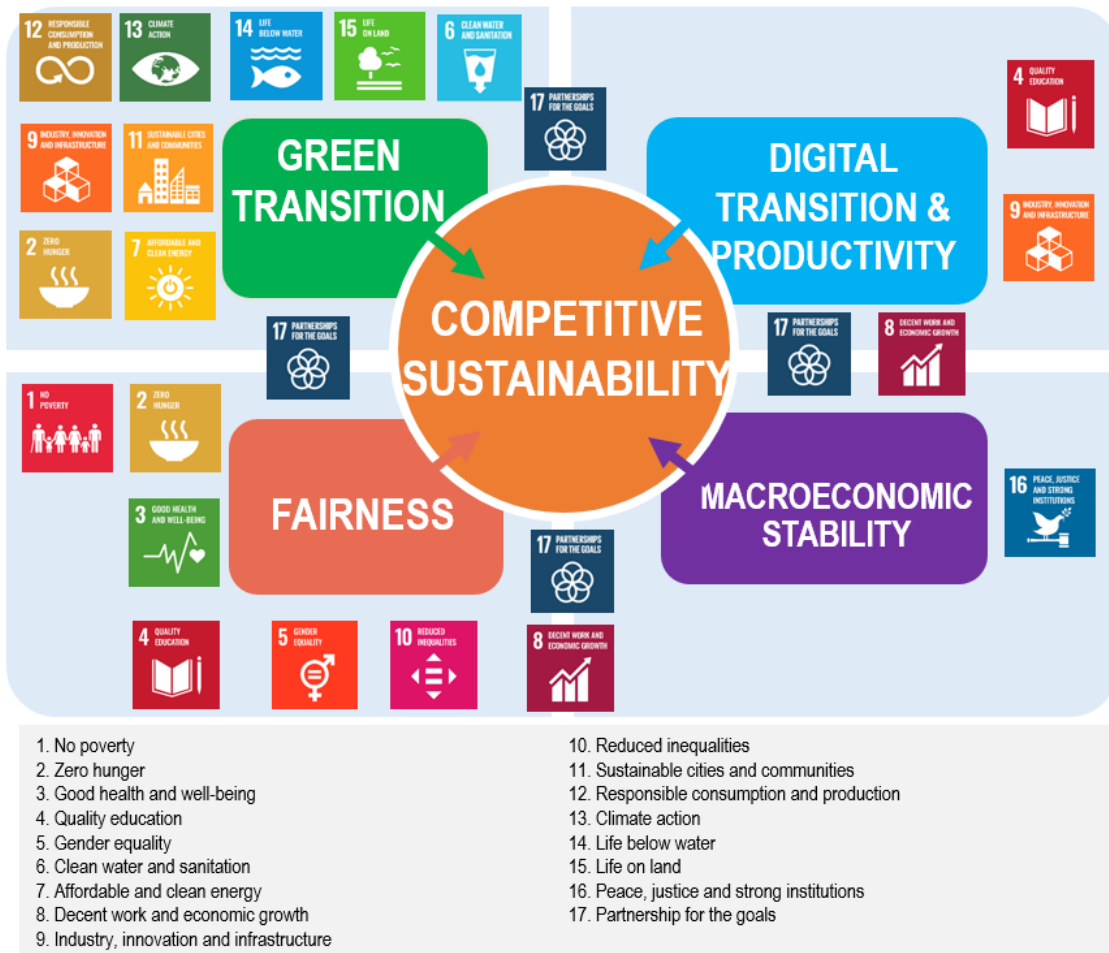 12 RESPONSIBLE
CONSUMPTION
AND PRODUCTION
13 CLIMATE
ACTION
14 LIFE
BELOW WATER
15 LIFE
ON LAND
6 CLEAN WATER
AND SANITATION
17 PARTNERSHIPS
FOR THE GOALS
4 QUALITY
EDUCATION
9 INDUSTRY, INNOVATION
AND INFRASTRUCTURE
11 SUSTAINABLE CITIES
AND COMMUNITIES
GREEN
TRANSITION
DIGITAL
TRANSITION &
PRODUCTIVITY
9 INDUSTRY, INNOVATION
AND INFRASTRUCTURE
2 ZERO
HUNGER
7 AFFORDABLE AND
CLEAN ENERGY
COMPETITIVE
SUSTAINABILITY
17 PARTNERSHIPS
FOR THE GOALS
17 PARTNERSHIPS
FOR THE GOALS
8 DECENT WORK AND
ECONOMIC GROWTH
1 NO
POVERTY
2 ZERO
HUNGER
FAIRNESS
MACROECONOMIC
STABILITY
16 PEACE, JUSTICE
AND STRONG
INSTITUTIONS
3 GOOD HEALTH
AND WELL-BEING
17 PARTNERSHIPS
FOR THE GOALS
4 QUALITY
EDUCATION
5 GENDER
EQUALITY
10 REDUCED
INEQUALITIES
8 DECENT WORK AND
ECONOMIC GROWTH
1. No poverty
2. Zero hunger
3. Good health and well-being
4. Quality education
5. Gender equality
6. Clean water and sanitation
7. Affordable and clean energy
8. Decent work and economic growth
9. Industry, innovation and infrastructure
10. Reduced inequalities
11. Sustainable cities and communities
12. Responsible consumption and production
13. Climate action
14. Life below water
15. Life on land
16. Peace, justice and strong institutions
17. Partnership for the goals